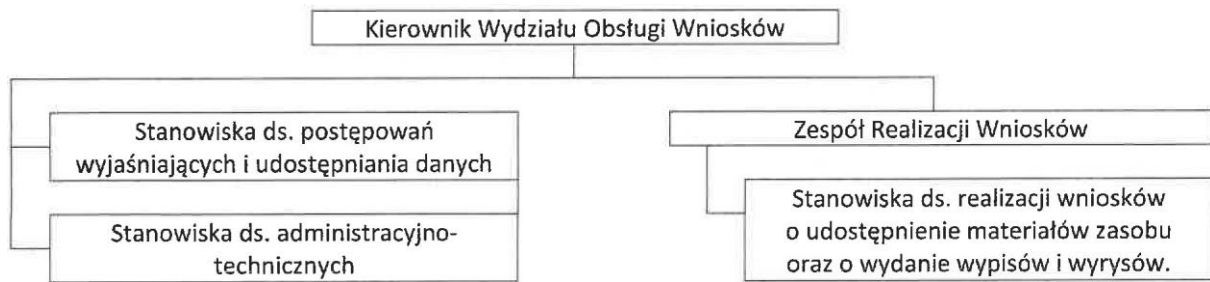 Kierownik Wydziału Obsługi Wniosków
Stanowiska ds. postępowań
wyjaśniających i udostępniania danych
Stanowiska ds. administracyjno-
technicznych
Zespół Realizacji Wniosków
Stanowiska ds. realizacji wniosków
o udostępnienie materiałów zasobu
oraz o wydanie wypisów i wyrysów.